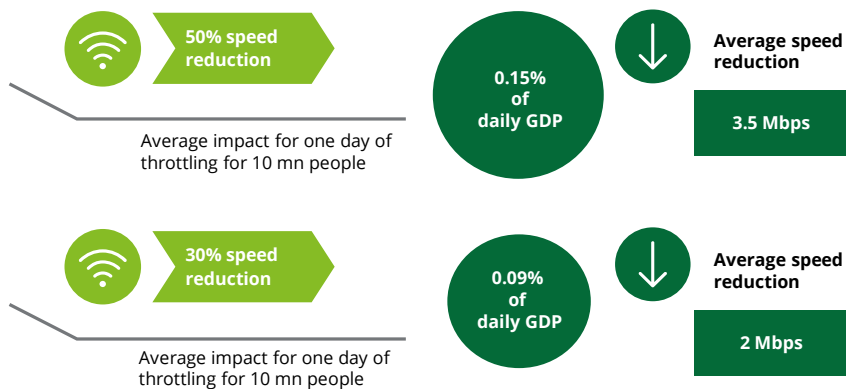 50% speed
reduction
Average impact for one day of
throttling for 10 mn people
0.15%
of
daily GDP
Average speed
reduction
3.5 Mbps
30% speed
reduction
Average impact for one day of
throttling for 10 mn people
0.09%
of
daily GDP
Average speed
reduction
2 Mbps